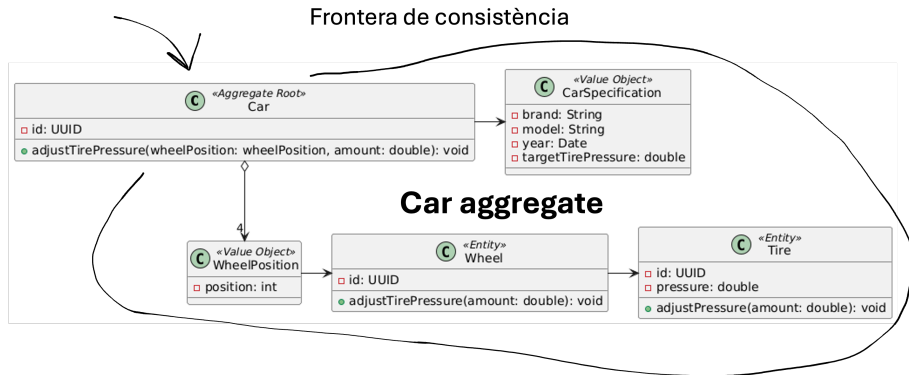 Frontera de consistència
«Aggregate Root»
C Car
id: UUID
adjustTirePressure(wheelPosition: wheelPosition, amount: double): void
«Value Object»
C CarSpecification
brand: String
model: String
year: Date
targetTirePressure: double
Car aggregate
4
«Value Object»
C WheelPosition
position: int
«Entity»
C Wheel
id: UUID
adjustTirePressure(amount: double): void
«Entity»
C Tire
id: UUID
pressure: double
adjustPressure(amount: double): void